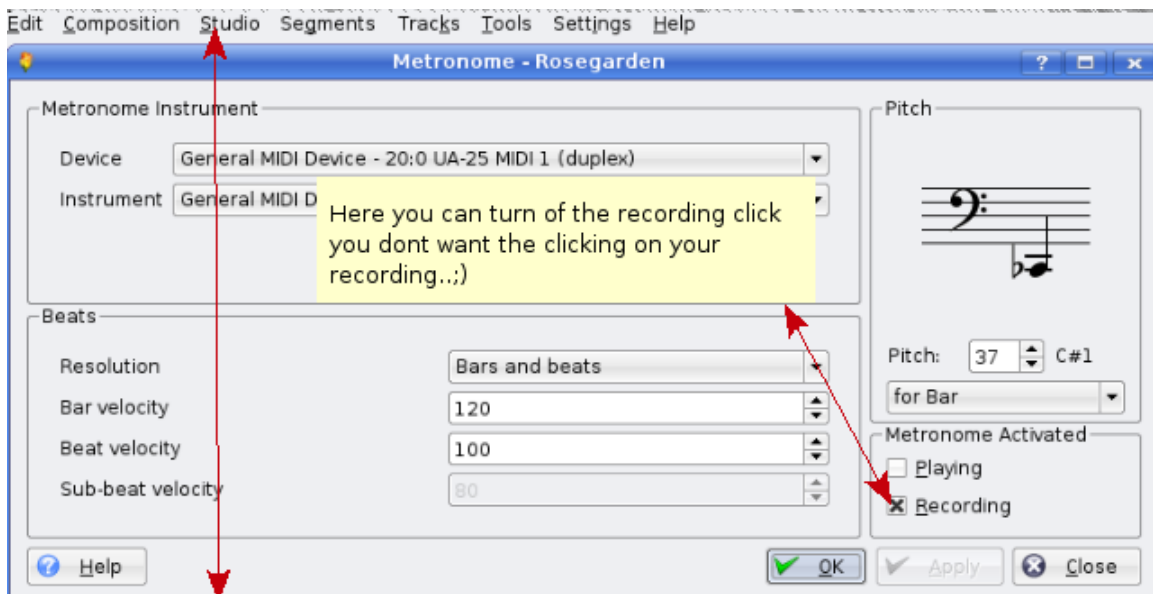 Edit Composition Studio Segments Tracks Tools Settings Help
Metronome - Rosegarden
Metronome Instrument
Device General MIDI Device - 20:0 UA-25 MIDI 1 (duplex)
Instrument General MIDI D
Here you can turn of the recording click
you dont want the clicking on your
recording..;)
Beats
Resolution Bars and beats
Bar velocity 120
Beat velocity 100
Sub-beat velocity 80
Pitch
Pitch: 37 C#1
for Bar
Metronome Activated
Playing
Recording
Help OK Apply Close